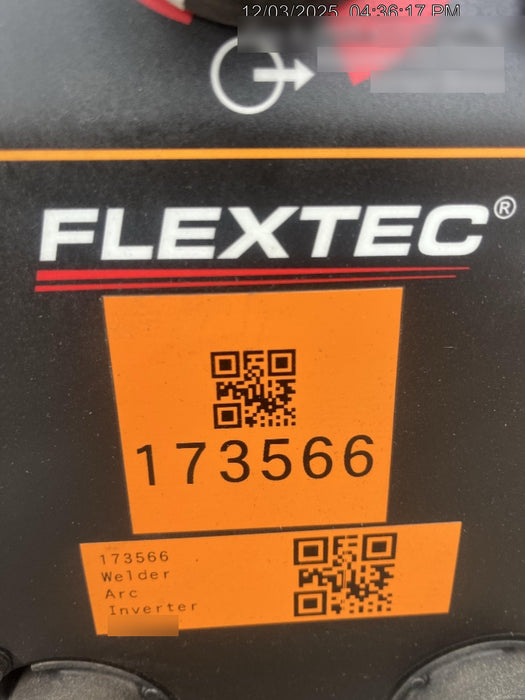 12/03/2025 04:36:17 PM
FLEXTEC®
173566
173566
Welder
Arc
Inverter